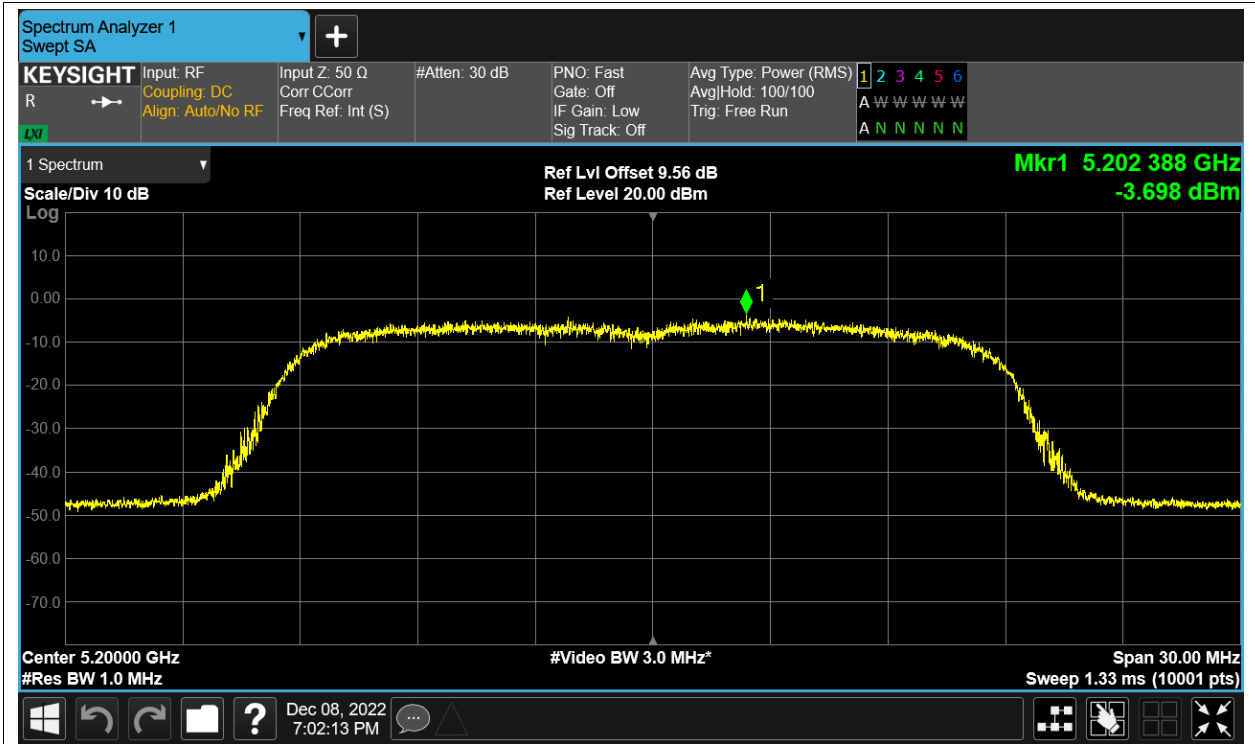 Spectrum Analyzer 1
Swept SA
+
KEYSIGHT
R
LXI
Input: RF
Coupling: DC
Align: Auto/No RF
Input Z: 50 Ω
Corr CCorr
Freq Ref: Int (S)
#Atten: 30 dB
PNO: Fast
Gate: Off
IF Gain: Low
Sig Track: Off
Avg Type: Power (RMS)
Avg|Hold: 100/100
Trig: Free Run
1 2 3 4 5 6
A W W W W W
A N N N N N
1 Spectrum
Scale/Div 10 dB
Log
Ref Lvl Offset 9.56 dB
Ref Level 20.00 dBm
Mkr1 5.202 388 GHz
-3.698 dBm
10.0
0.00
-10.0
-20.0
-30.0
-40.0
-50.0
-60.0
-70.0
1
Center 5.20000 GHz
#Res BW 1.0 MHz
#Video BW 3.0 MHz*
Span 30.00 MHz
Sweep 1.33 ms (10001 pts)
?
Dec 08, 2022
7:02:13 PM